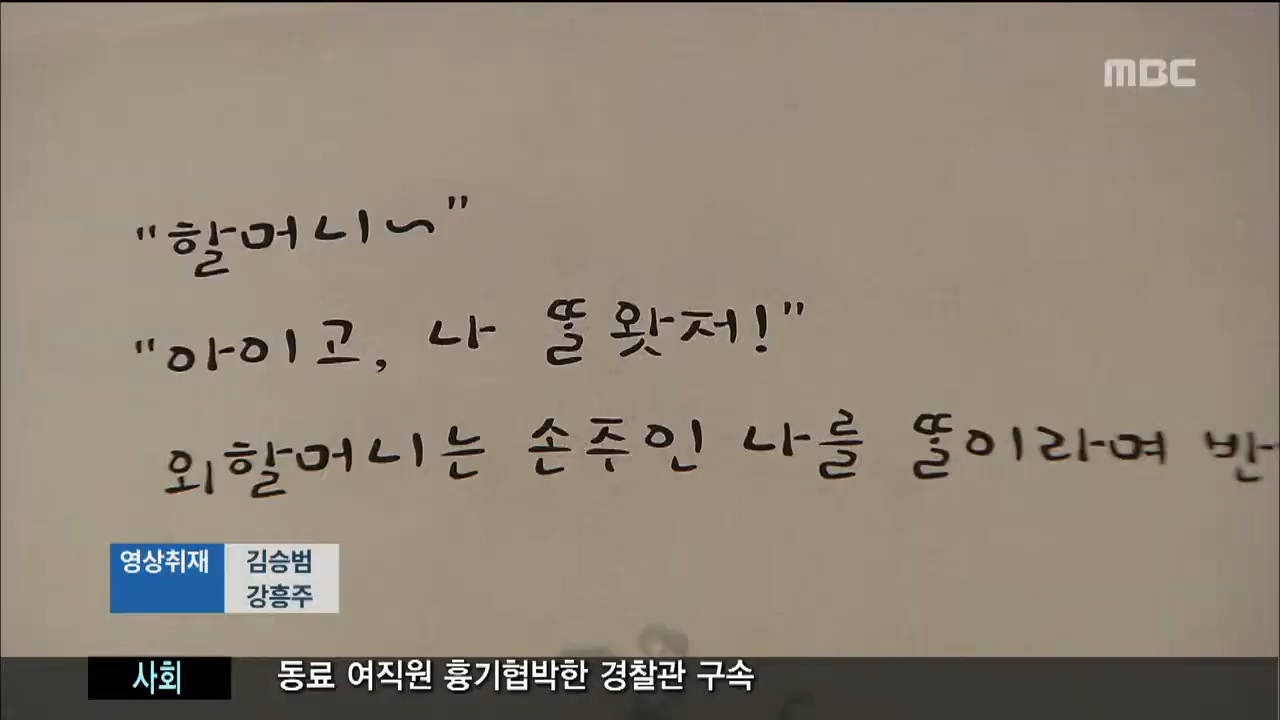 MBC
"할머니~"
"아이고, 나 똘 왓저!"
외할머니는 손주인 나를 똘이라며 반
영상취재 김승범
강흥주
사회 동료 여직원 흉기협박한 경찰관 구속